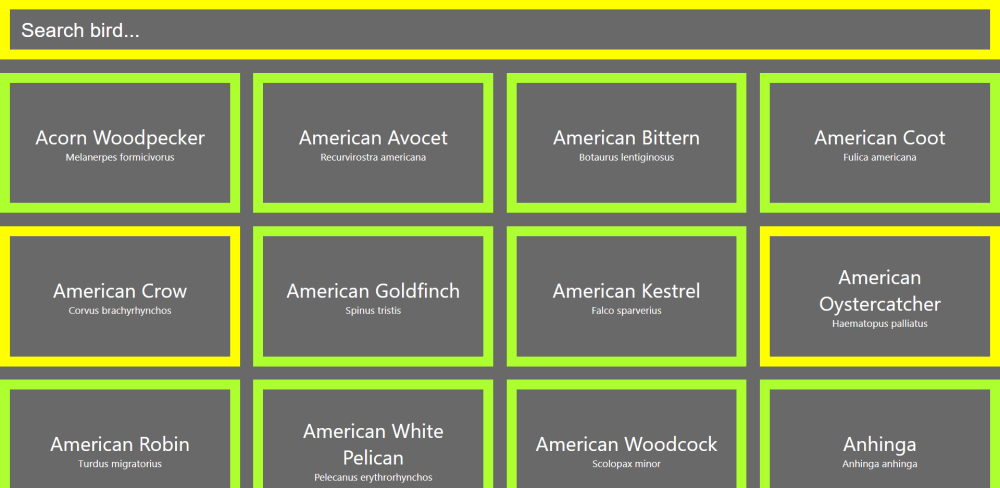 Search bird...
Acorn Woodpecker
Melanerpes formicivorus
American Avocet
Recurvirostra americana
American Bittern
Botaurus lentiginosus
American Coot
Fulica americana
American Crow
Corvus brachyrhynchos
American Goldfinch
Spinus tristis
American Kestrel
Falco sparverius
American
Oystercatcher
Haematopus palliatus
American Robin
Turdus migratorius
American White
Pelican
Pelecanus erythrorhynchos
American Woodcock
Scolopax minor
Anhinga
Anhinga anhinga